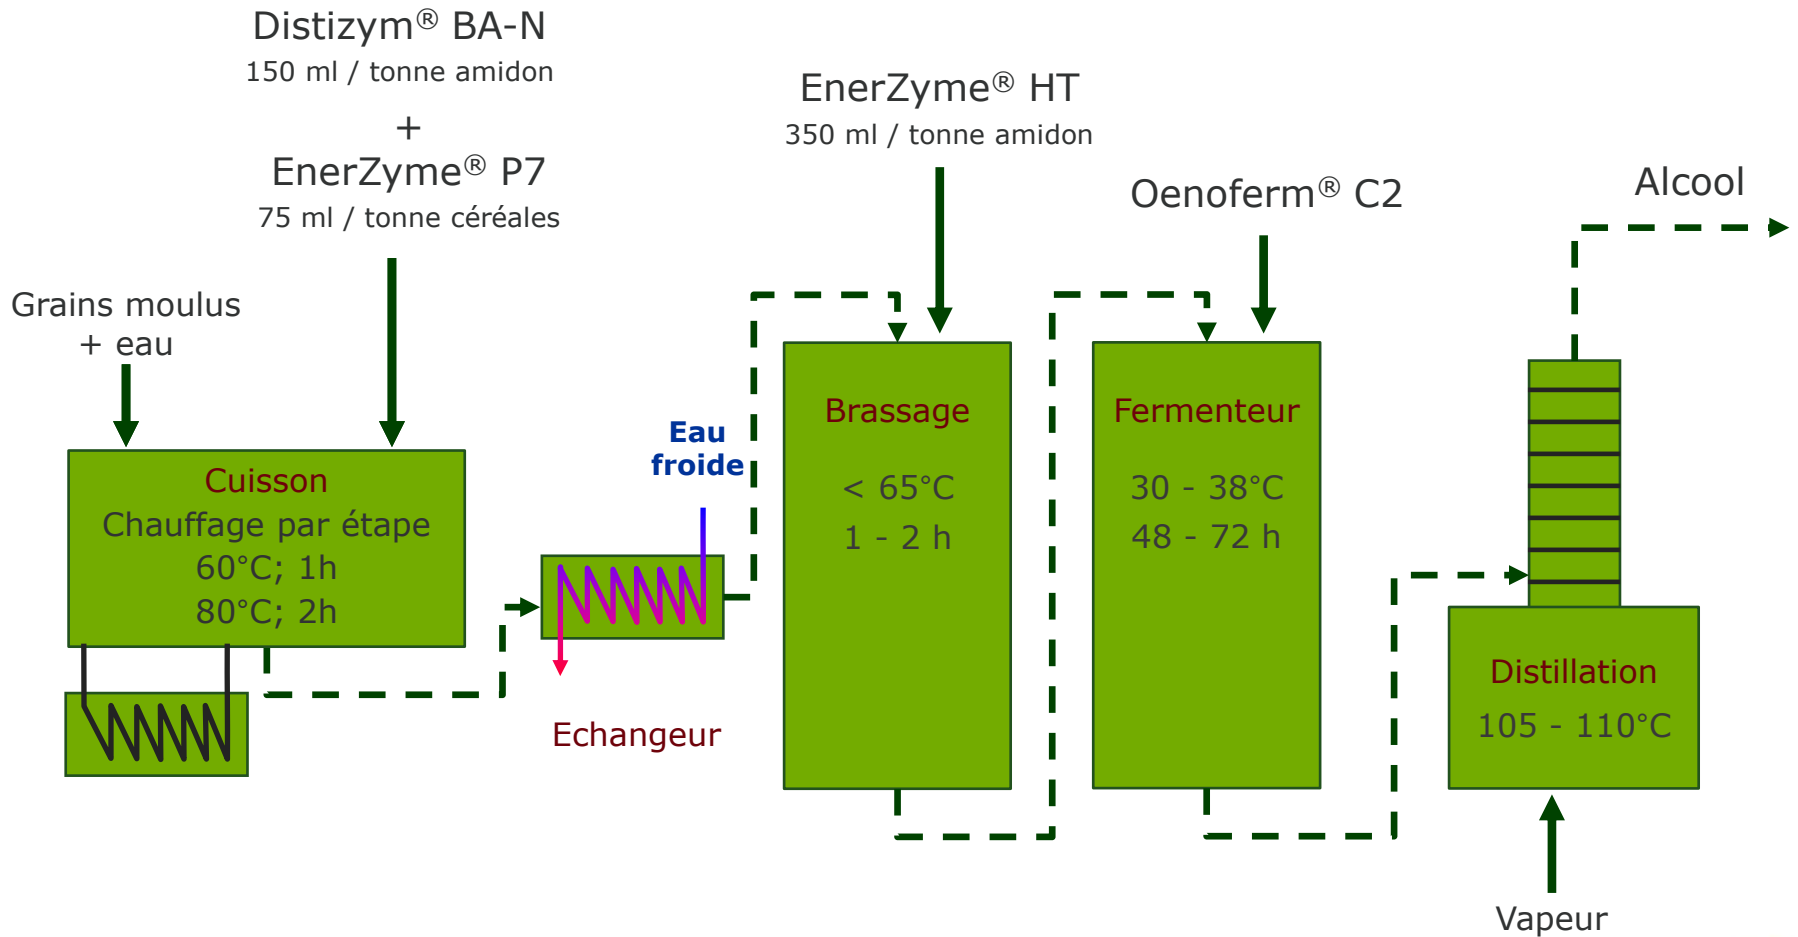 Distizym® BA-N
150 ml / tonne amidon
+
EnerZyme® P7
75 ml / tonne céréales
Grains moulus
+ eau
Cuisson
Chauffage par étape
60°C; 1h
80°C; 2h
Eau
froide
Echangeur
EnerZyme® HT
350 ml / tonne amidon
Brassage
< 65°C
1 - 2 h
Oenoferm® C2
Fermenteur
30 - 38°C
48 - 72 h
Alcool
Distillation
105 - 110°C
Vapeur